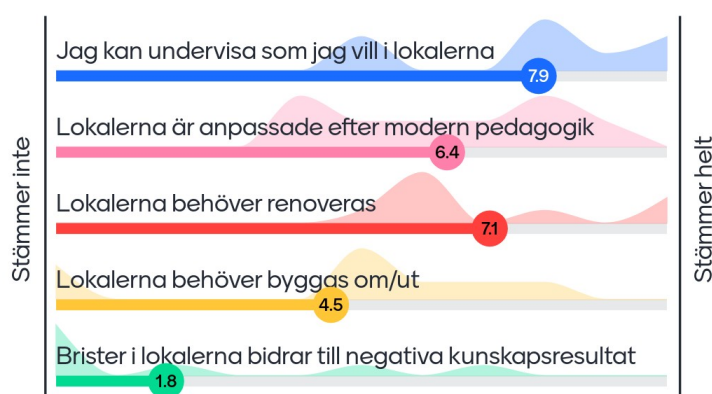 Jag kan undervisa som jag vill i lokalerna
7.9
Lokalerna är anpassade efter modern pedagogik
6.4
Lokalerna behöver renoveras
7.1
Lokalerna behöver byggas om/ut
4.5
Brister i lokalerna bidrar till negativa kunskapsresultat
1.8
Stämmer inte
Stämmer helt